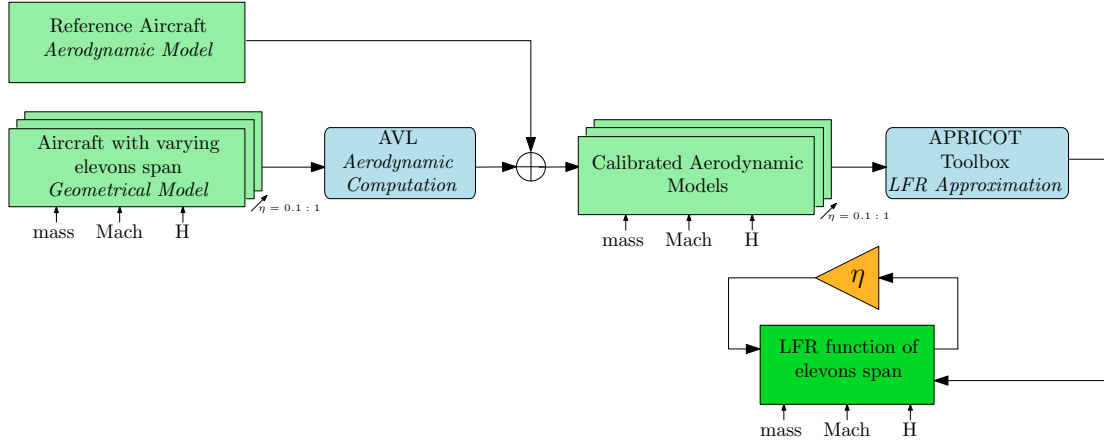 Reference Aircraft
Aerodynamic Model
Aircraft with varying
elevons span
Geometrical Model
η = 0.1 : 1
mass Mach H
AVL
Aerodynamic
Computation
Calibrated Aerodynamic
Models
η = 0.1 : 1
mass Mach H
APRICOT
Toolbox
LFR Approximation
η
LFR function of
elevons span
mass Mach H